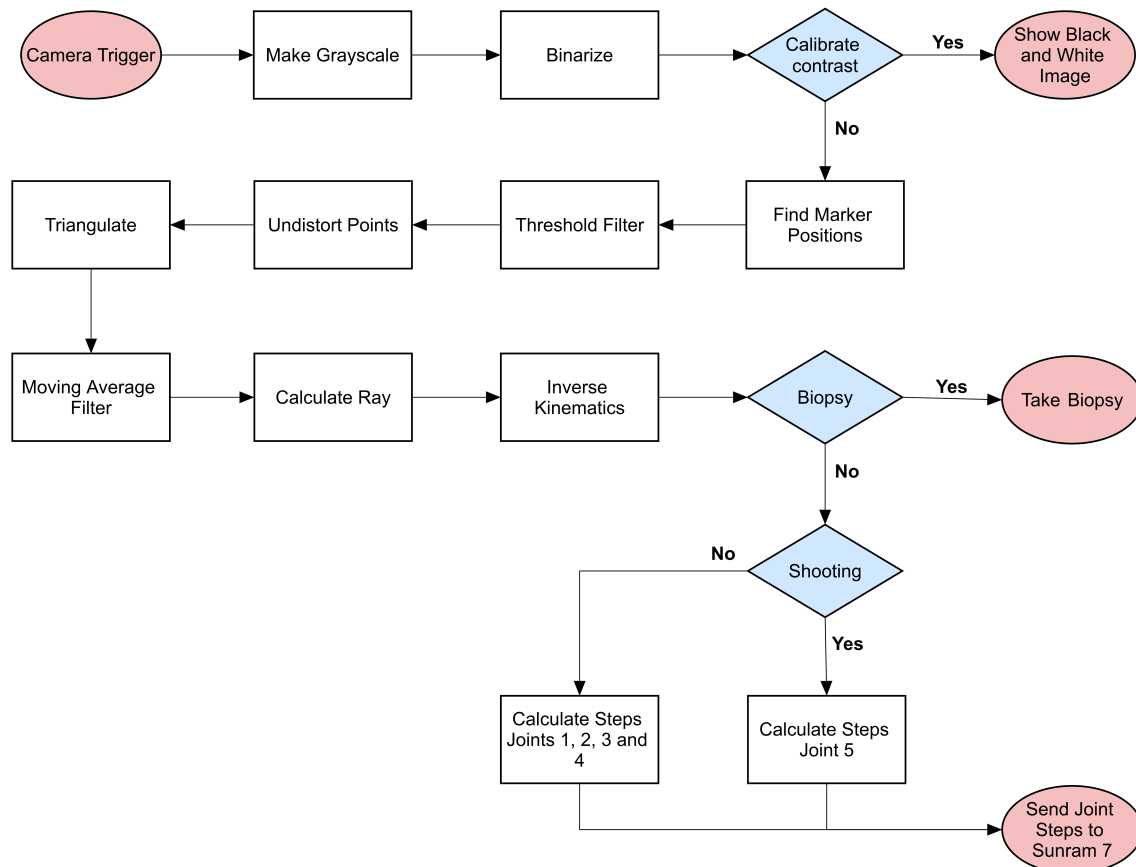 Camera Trigger
Make Grayscale
Binarize
Calibrate
contrast
Yes
Show Black
and White
Image
No
Triangulate
Undistort Points
Threshold Filter
Find Marker
Positions
Moving Average
Filter
Calculate Ray
Inverse
Kinematics
Biopsy
Yes
Take Biopsy
No
No
Shooting
Yes
Calculate Steps
Joints 1, 2, 3 and
4
Calculate Steps
Joint 5
Send Joint
Steps to
Sunram 7